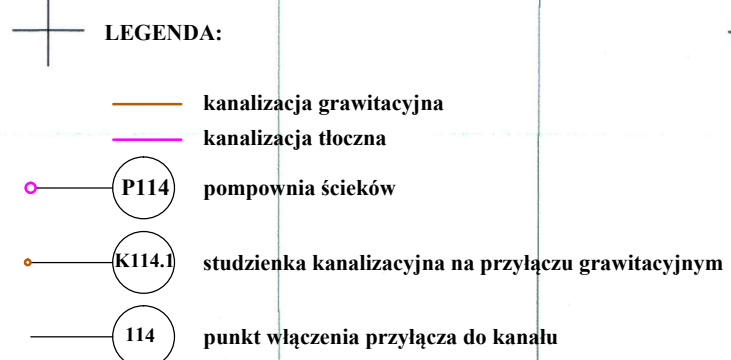 LEGENDA:
kanalizacja grawitacyjna
kanalizacja tłoczna
P114 pompownia ścieków
K114.1 studzienka kanalizacyjna na przyłączu grawitacyjnym
114 punkt włączenia przyłącza do kanału